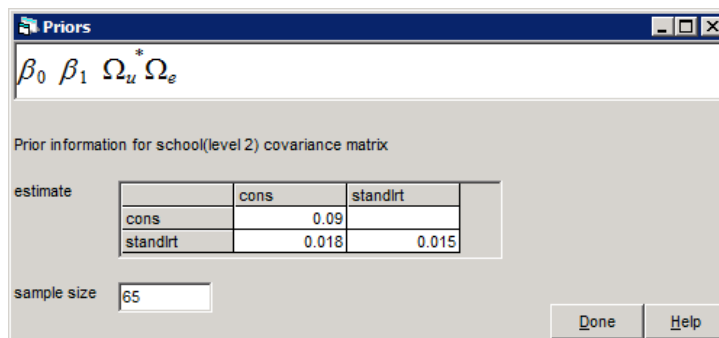 Priors
β₀ β₁ Ωᵤ* Ωₑ
Prior information for school(level 2) covariance matrix
estimate
cons standlrt
cons 0.09
standlrt 0.018 0.015
sample size 65
Done Help